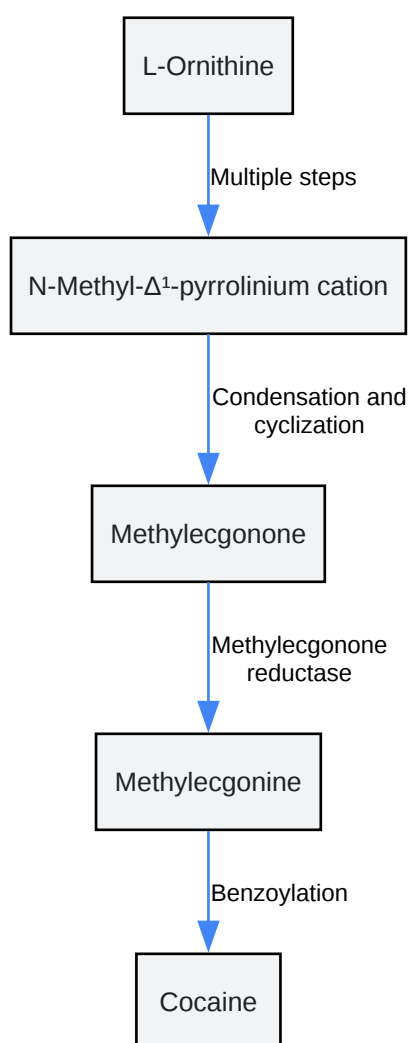 L-Ornithine
Multiple steps
N-Methyl-Δ¹-pyrrolinium cation
Condensation and
cyclization
Methylecgonone
Methylecgonone
reductase
Methylecgonine
Benzoylation
Cocaine